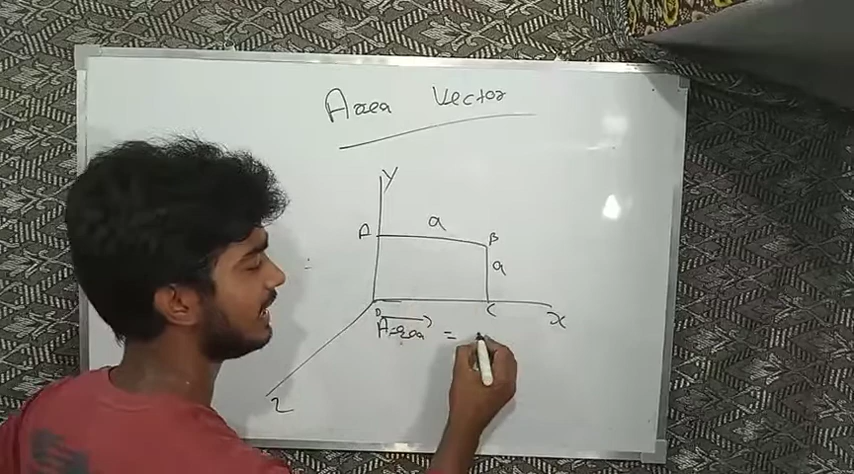 Area Vector
Y
A a B
a
D C x
Area =
Z